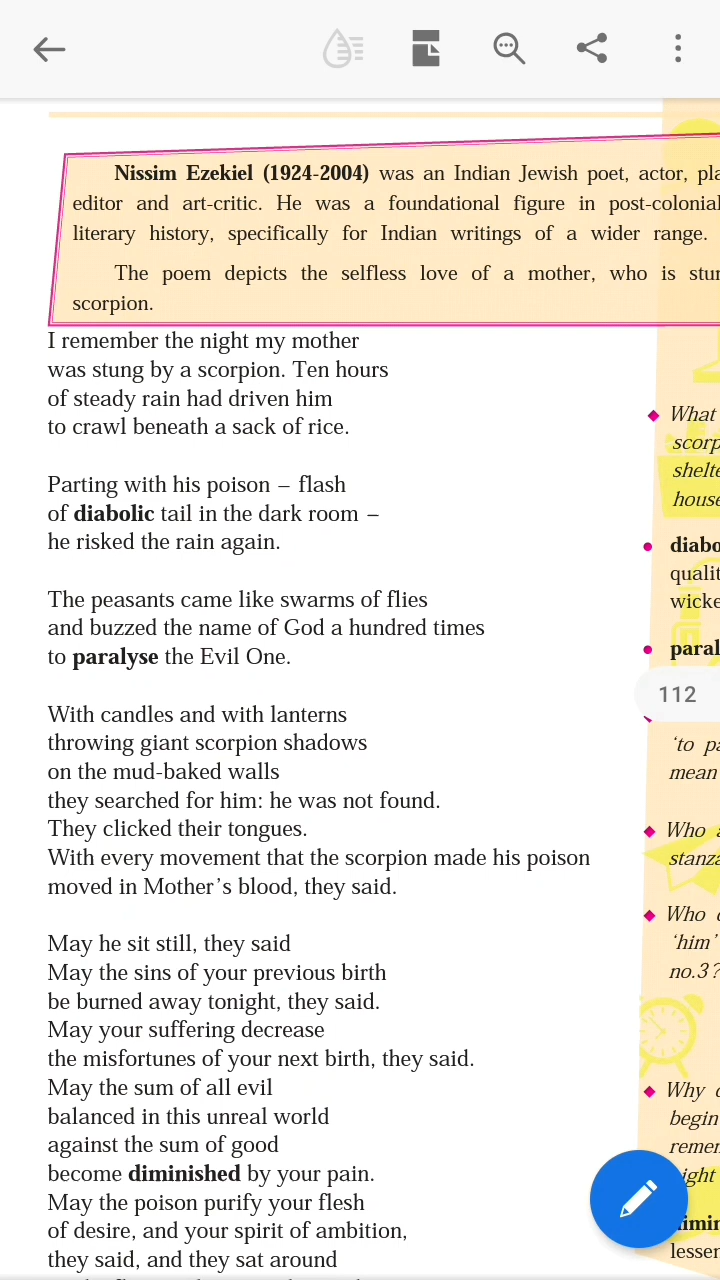 Nissim Ezekiel (1924-2004) was an Indian Jewish poet, actor,
editor and art-critic. He was a foundational figure in post-colonial
literary history, specifically for Indian writings of a wider range.
The poem depicts the selfless love of a mother, who is
scorpion.
I remember the night my mother
was stung by a scorpion. Ten hours
of steady rain had driven him
to crawl beneath a sack of rice.
Parting with his poison – flash
of diabolic tail in the dark room –
he risked the rain again.
The peasants came like swarms of flies
and buzzed the name of God a hundred times
to paralyse the Evil One.
With candles and with lanterns
throwing giant scorpion shadows
on the mud-baked walls
they searched for him: he was not found.
They clicked their tongues.
With every movement that the scorpion made his poison
moved in Mother's blood, they said.
May he sit still, they said
May the sins of your previous birth
be burned away tonight, they said.
May your suffering decrease
the misfortunes of your next birth, they said.
May the sum of all evil
balanced in this unreal world
against the sum of good
become diminished by your pain.
May the poison purify your flesh
of desire, and your spirit of ambition,
they said, and they sat around
What
scorp
shelte
house
diabo
qualit
wicke
paral
112
'to pa
mean
Who
stanza
Who
'him'
no.3?
Why
begin
remen
ight
limin
lessen